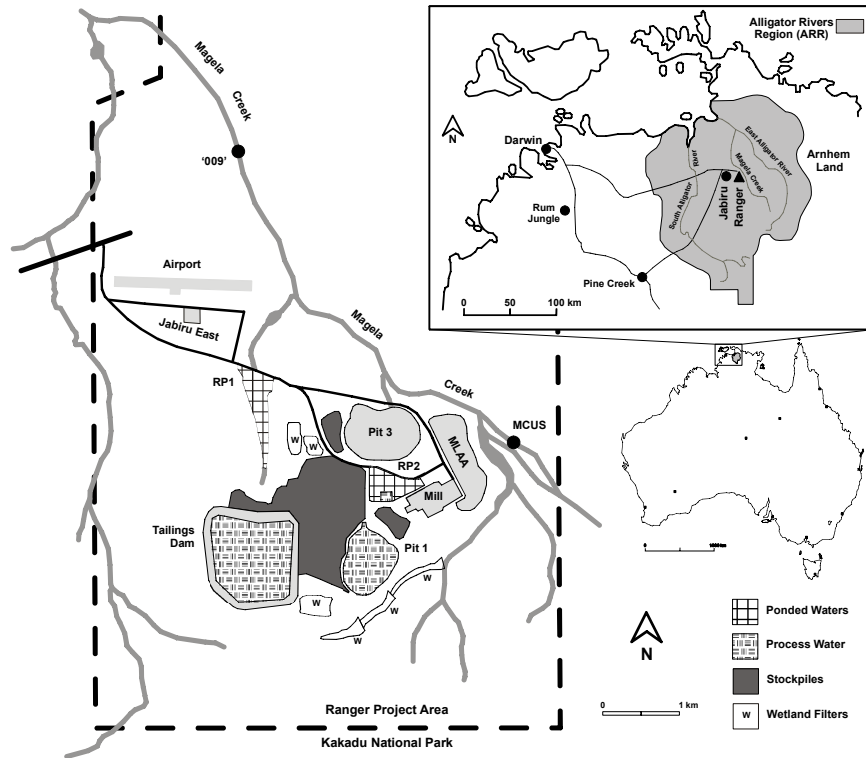 Alligator Rivers
Region (ARR)
N
Darwin
Rum
Jungle
Pine Creek
South Alligator
River
East Alligator River
Magela Creek
Jabiru
Ranger
Arnhem
Land
0 50 100 km
Magela
Creek
'009'
Airport
Jabiru East
Magela
Creek
RP1
MCUS
Pit 3
MLAA
W
W
RP2
Mill
Tailings
Dam
Pit 1
W
W
W
W
Ranger Project Area
Kakadu National Park
0 1000 km
N
0 1 km
Ponded Waters
Process Water
Stockpiles
W Wetland Filters